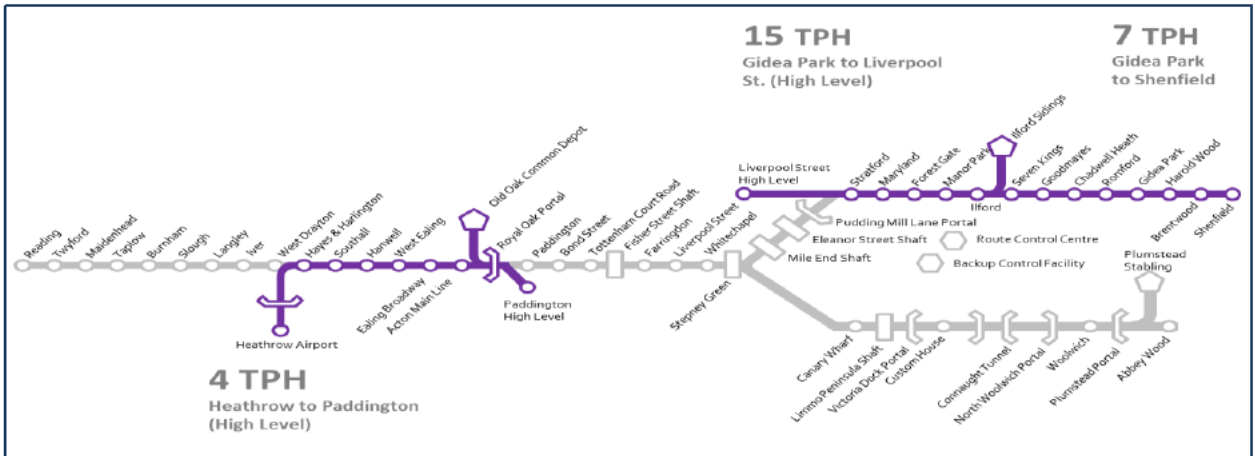 15 TPH
Gidea Park to Liverpool
St. (High Level)
7 TPH
Gidea Park
to Shenfield
Reading
Twyford
Maidenhead
Taplow
Burnham
Slough
Langley
Iver
West Drayton
Hayes & Harlington
Southall
Hanwell
West Ealing
Ealing Broadway
Acton Main Line
Old Oak Common Depot
Royal Oak Portal
Heathrow Airport
Paddington
High Level
Paddington
Bond Street
Tottenham Court Road
Fisher Street Shaft
Farringdon
Liverpool Street
Whitechapel
Stepney Green
Liverpool Street
High Level
Stratford
Maryland
Forest Gate
Manor Park
Ilford
Ilford Sidings
Seven Kings
Goodmayes
Chadwell Heath
Romford
Gidea Park
Harold Wood
Brentwood
Shenfield
Pudding Mill Lane Portal
Eleanor Street Shaft
Mile End Shaft
Route Control Centre
Backup Control Facility
Plumstead
Stabling
Canary Wharf
Limmo Peninsula Shaft
Victoria Dock Portal
Custom House
Connaught Tunnel
North Woolwich Portal
Woolwich
Plumstead Portal
Abbey Wood
4 TPH
Heathrow to Paddington
(High Level)